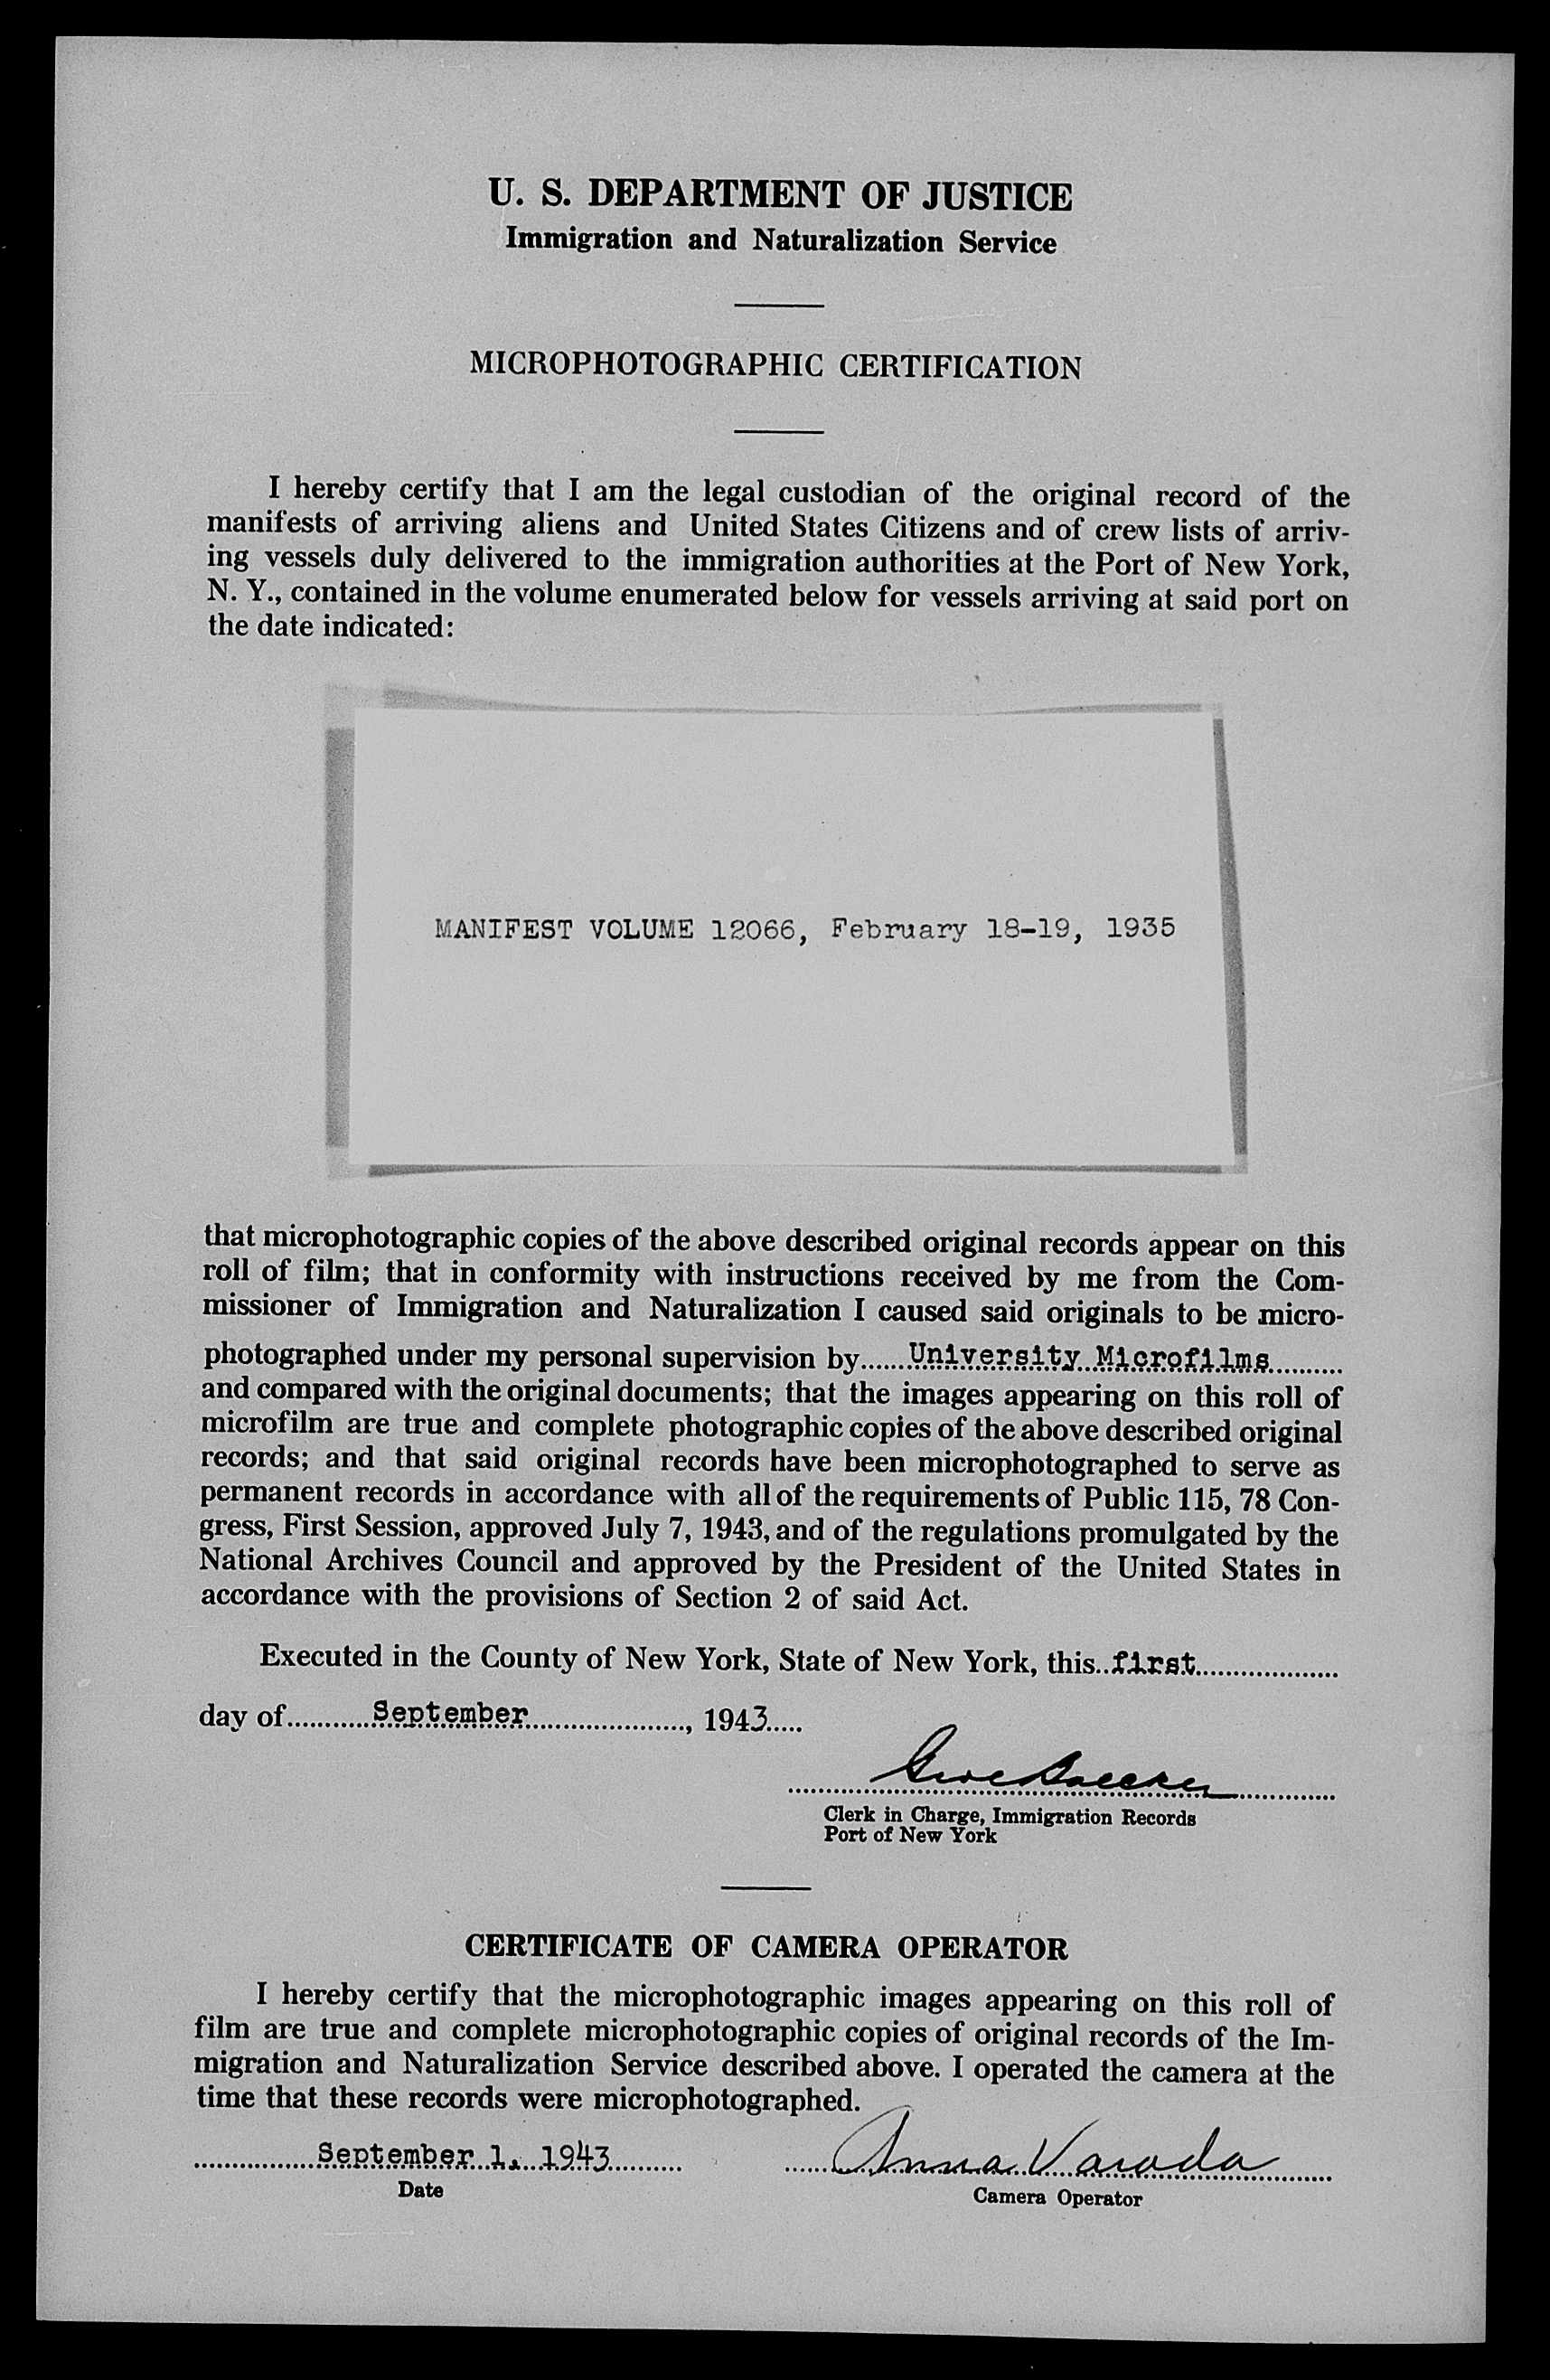 U. S. DEPARTMENT OF JUSTICE
Immigration and Naturalization Service
MICROPHOTOGRAPHIC CERTIFICATION
I hereby certify that I am the legal custodian of the original record of the
manifests of arriving aliens and United States Citizens and of crew lists of arriv-
ing vessels duly delivered to the immigration authorities at the Port of New York,
N. Y., contained in the volume enumerated below for vessels arriving at said port on
the date indicated:
MANIFEST VOLUME 12066, February 18-19, 1935
that microphotographic copies of the above described original records appear on this
roll of film; that in conformity with instructions received by me from the Com-
missioner of Immigration and Naturalization I caused said originals to be micro-
photographed under my personal supervision by......University Microfilms..........
and compared with the original documents; that the images appearing on this roll of
microfilm are true and complete photographic copies of the above described original
records; and that said original records have been microphotographed to serve as
permanent records in accordance with all of the requirements of Public 115, 78 Con-
gress, First Session, approved July 7, 1943, and of the regulations promulgated by the
National Archives Council and approved by the President of the United States in
accordance with the provisions of Section 2 of said Act.
Executed in the County of New York, State of New York, this..first...................
day of............September......................, 1943.....
Clerk in Charge, Immigration Records
Port of New York
CERTIFICATE OF CAMERA OPERATOR
I hereby certify that the microphotographic images appearing on this roll of
film are true and complete microphotographic copies of original records of the Im-
migration and Naturalization Service described above. I operated the camera at the
time that these records were microphotographed.
September 1, 1943 Anna Varada
Date
Camera Operator